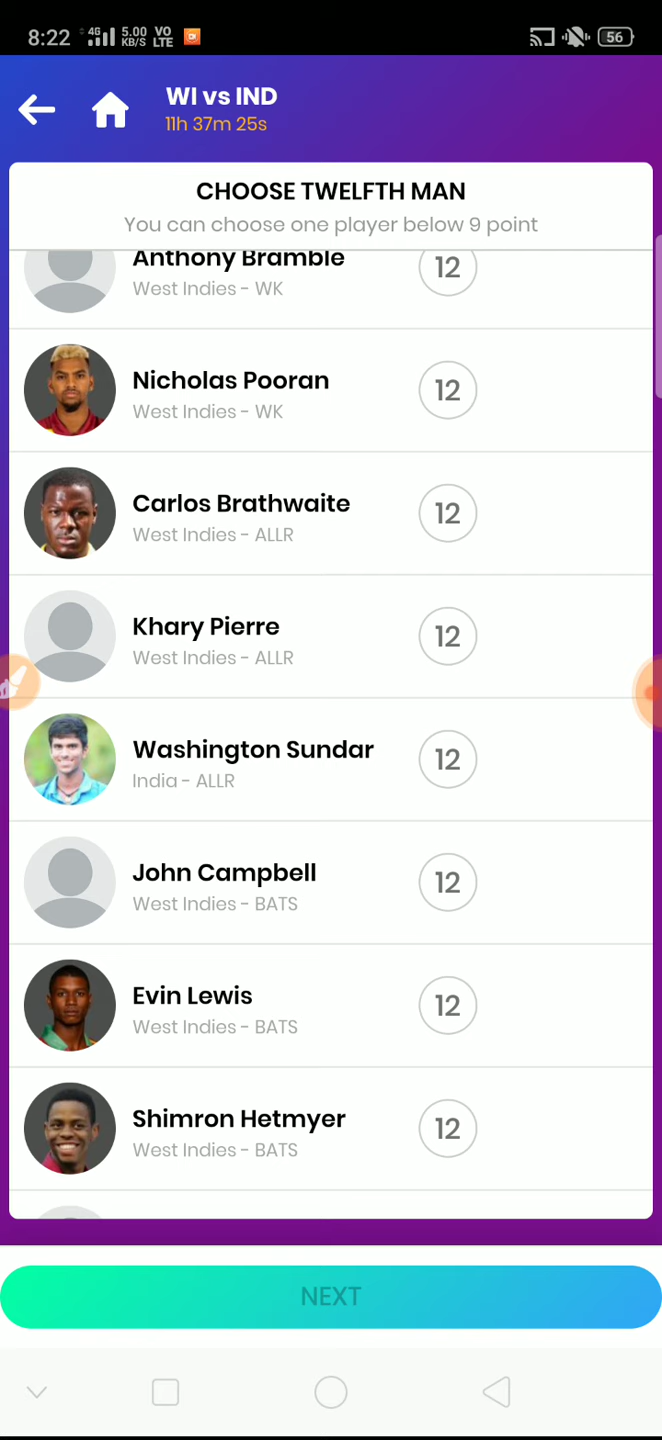 8:22 4G 5.00 KB/S VO LTE 56
WI vs IND
11h 37m 25s
CHOOSE TWELFTH MAN
You can choose one player below 9 point
Anthony Bramble 12
West Indies - WK
Nicholas Pooran 12
West Indies - WK
Carlos Brathwaite 12
West Indies - ALLR
Khary Pierre 12
West Indies - ALLR
Washington Sundar 12
India - ALLR
John Campbell 12
West Indies - BATS
Evin Lewis 12
West Indies - BATS
Shimron Hetmyer 12
West Indies - BATS
NEXT